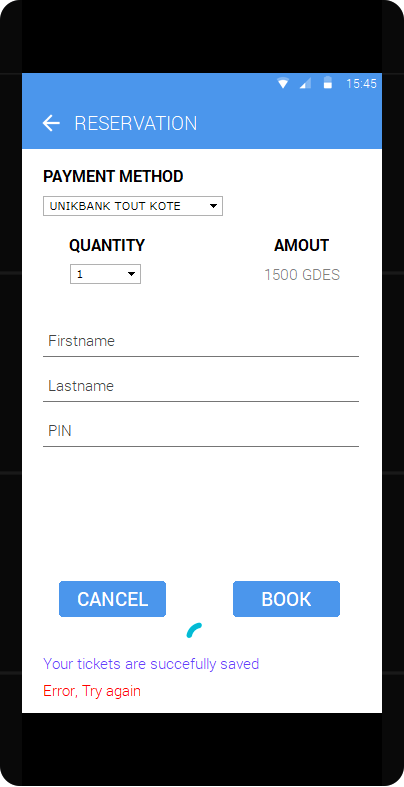 15:45
RESERVATION
PAYMENT METHOD
UNIKBANK TOUT KOTE
QUANTITY AMOUT
1 1500 GDES
Firstname
Lastname
PIN
CANCEL BOOK
Your tickets are succefully saved
Error, Try again